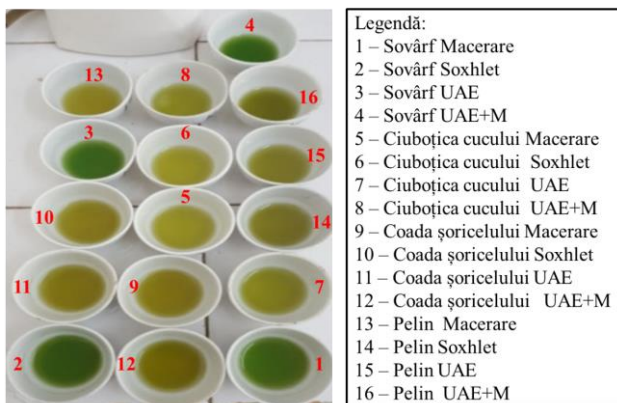 4
13
8
16
3
6
15
10
5
14
11
9
7
2
12
1
Legendă:
1 – Sovârf Macerare
2 – Sovârf Soxhlet
3 – Sovârf UAE
4 – Sovârf UAE+M
5 – Ciuboțica cucului Macerare
6 – Ciuboțica cucului Soxhlet
7 – Ciuboțica cucului UAE
8 – Ciuboțica cucului UAE+M
9 – Coada șoricelului Macerare
10 – Coada șoricelului Soxhlet
11 – Coada șoricelului UAE
12 – Coada șoricelului UAE+M
13 – Pelin Macerare
14 – Pelin Soxhlet
15 – Pelin UAE
16 – Pelin UAE+M